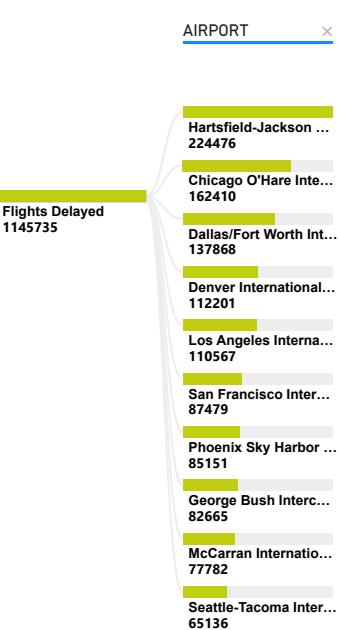 AIRPORT ×
Hartsfield-Jackson ...
224476
Chicago O'Hare Inte...
162410
Flights Delayed
1145735
Dallas/Fort Worth Int...
137868
Denver International...
112201
Los Angeles Interna...
110567
San Francisco Inter...
87479
Phoenix Sky Harbor ...
85151
George Bush Interc...
82665
McCarran Internatio...
77782
Seattle-Tacoma Inter...
65136